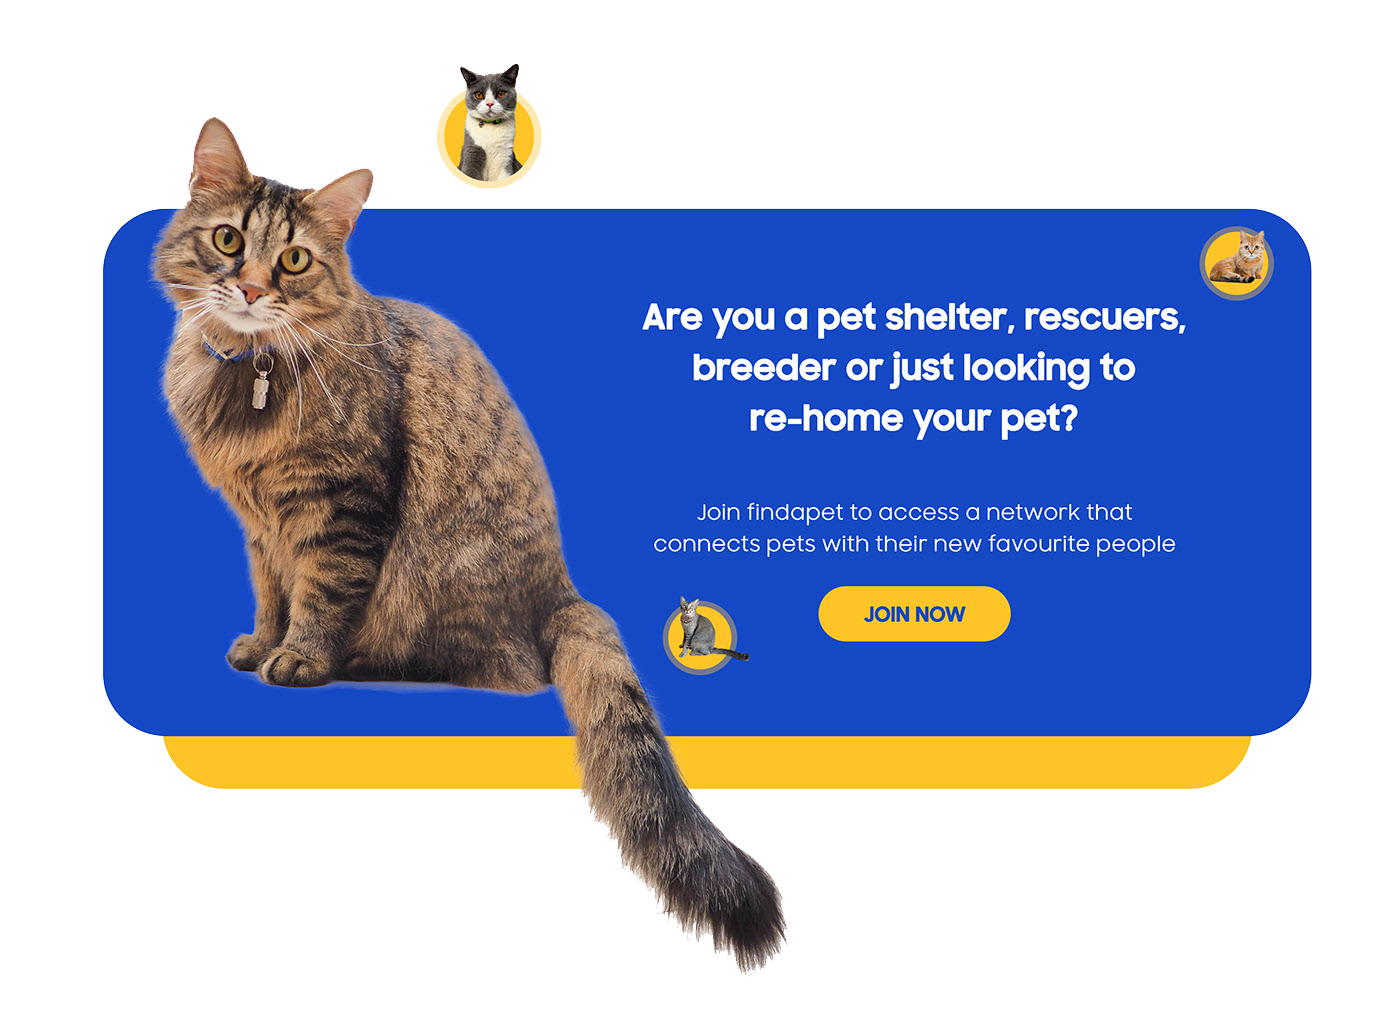 Are you a pet shelter, rescuers,
breeder or just looking to
re-home your pet?
Join findapet to access a network that
connects pets with their new favourite people
JOIN NOW